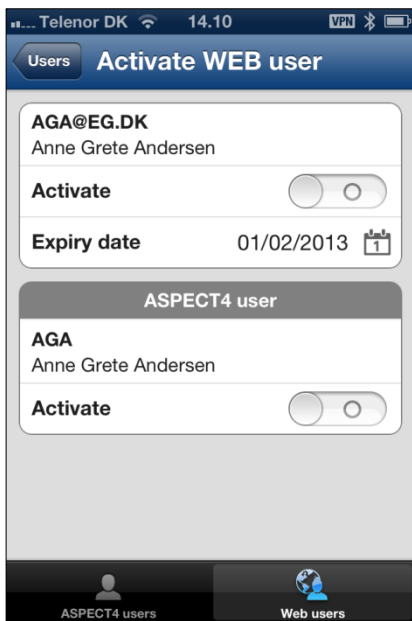 Telenor DK 14.10 VPN
Users Activate WEB user
AGA@EG.DK
Anne Grete Andersen
Activate
Expiry date 01/02/2013 1
ASPECT4 user
AGA
Anne Grete Andersen
Activate
ASPECT4 users Web users